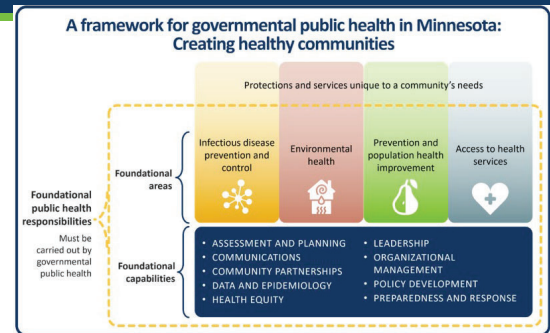 A framework for governmental public health in Minnesota:
Creating healthy communities
Protections and services unique to a community's needs
Foundational
public health
responsibilities
Must be
carried out by
governmental
public health
Foundational
areas
Infectious disease
prevention and
control
Environmental
health
Prevention and
population health
improvement
Access to health
services
Foundational
capabilities
• ASSESSMENT AND PLANNING
• COMMUNICATIONS
• COMMUNITY PARTNERSHIPS
• DATA AND EPIDEMIOLOGY
• HEALTH EQUITY
• LEADERSHIP
• ORGANIZATIONAL
MANAGEMENT
• POLICY DEVELOPMENT
• PREPAREDNESS AND RESPONSE